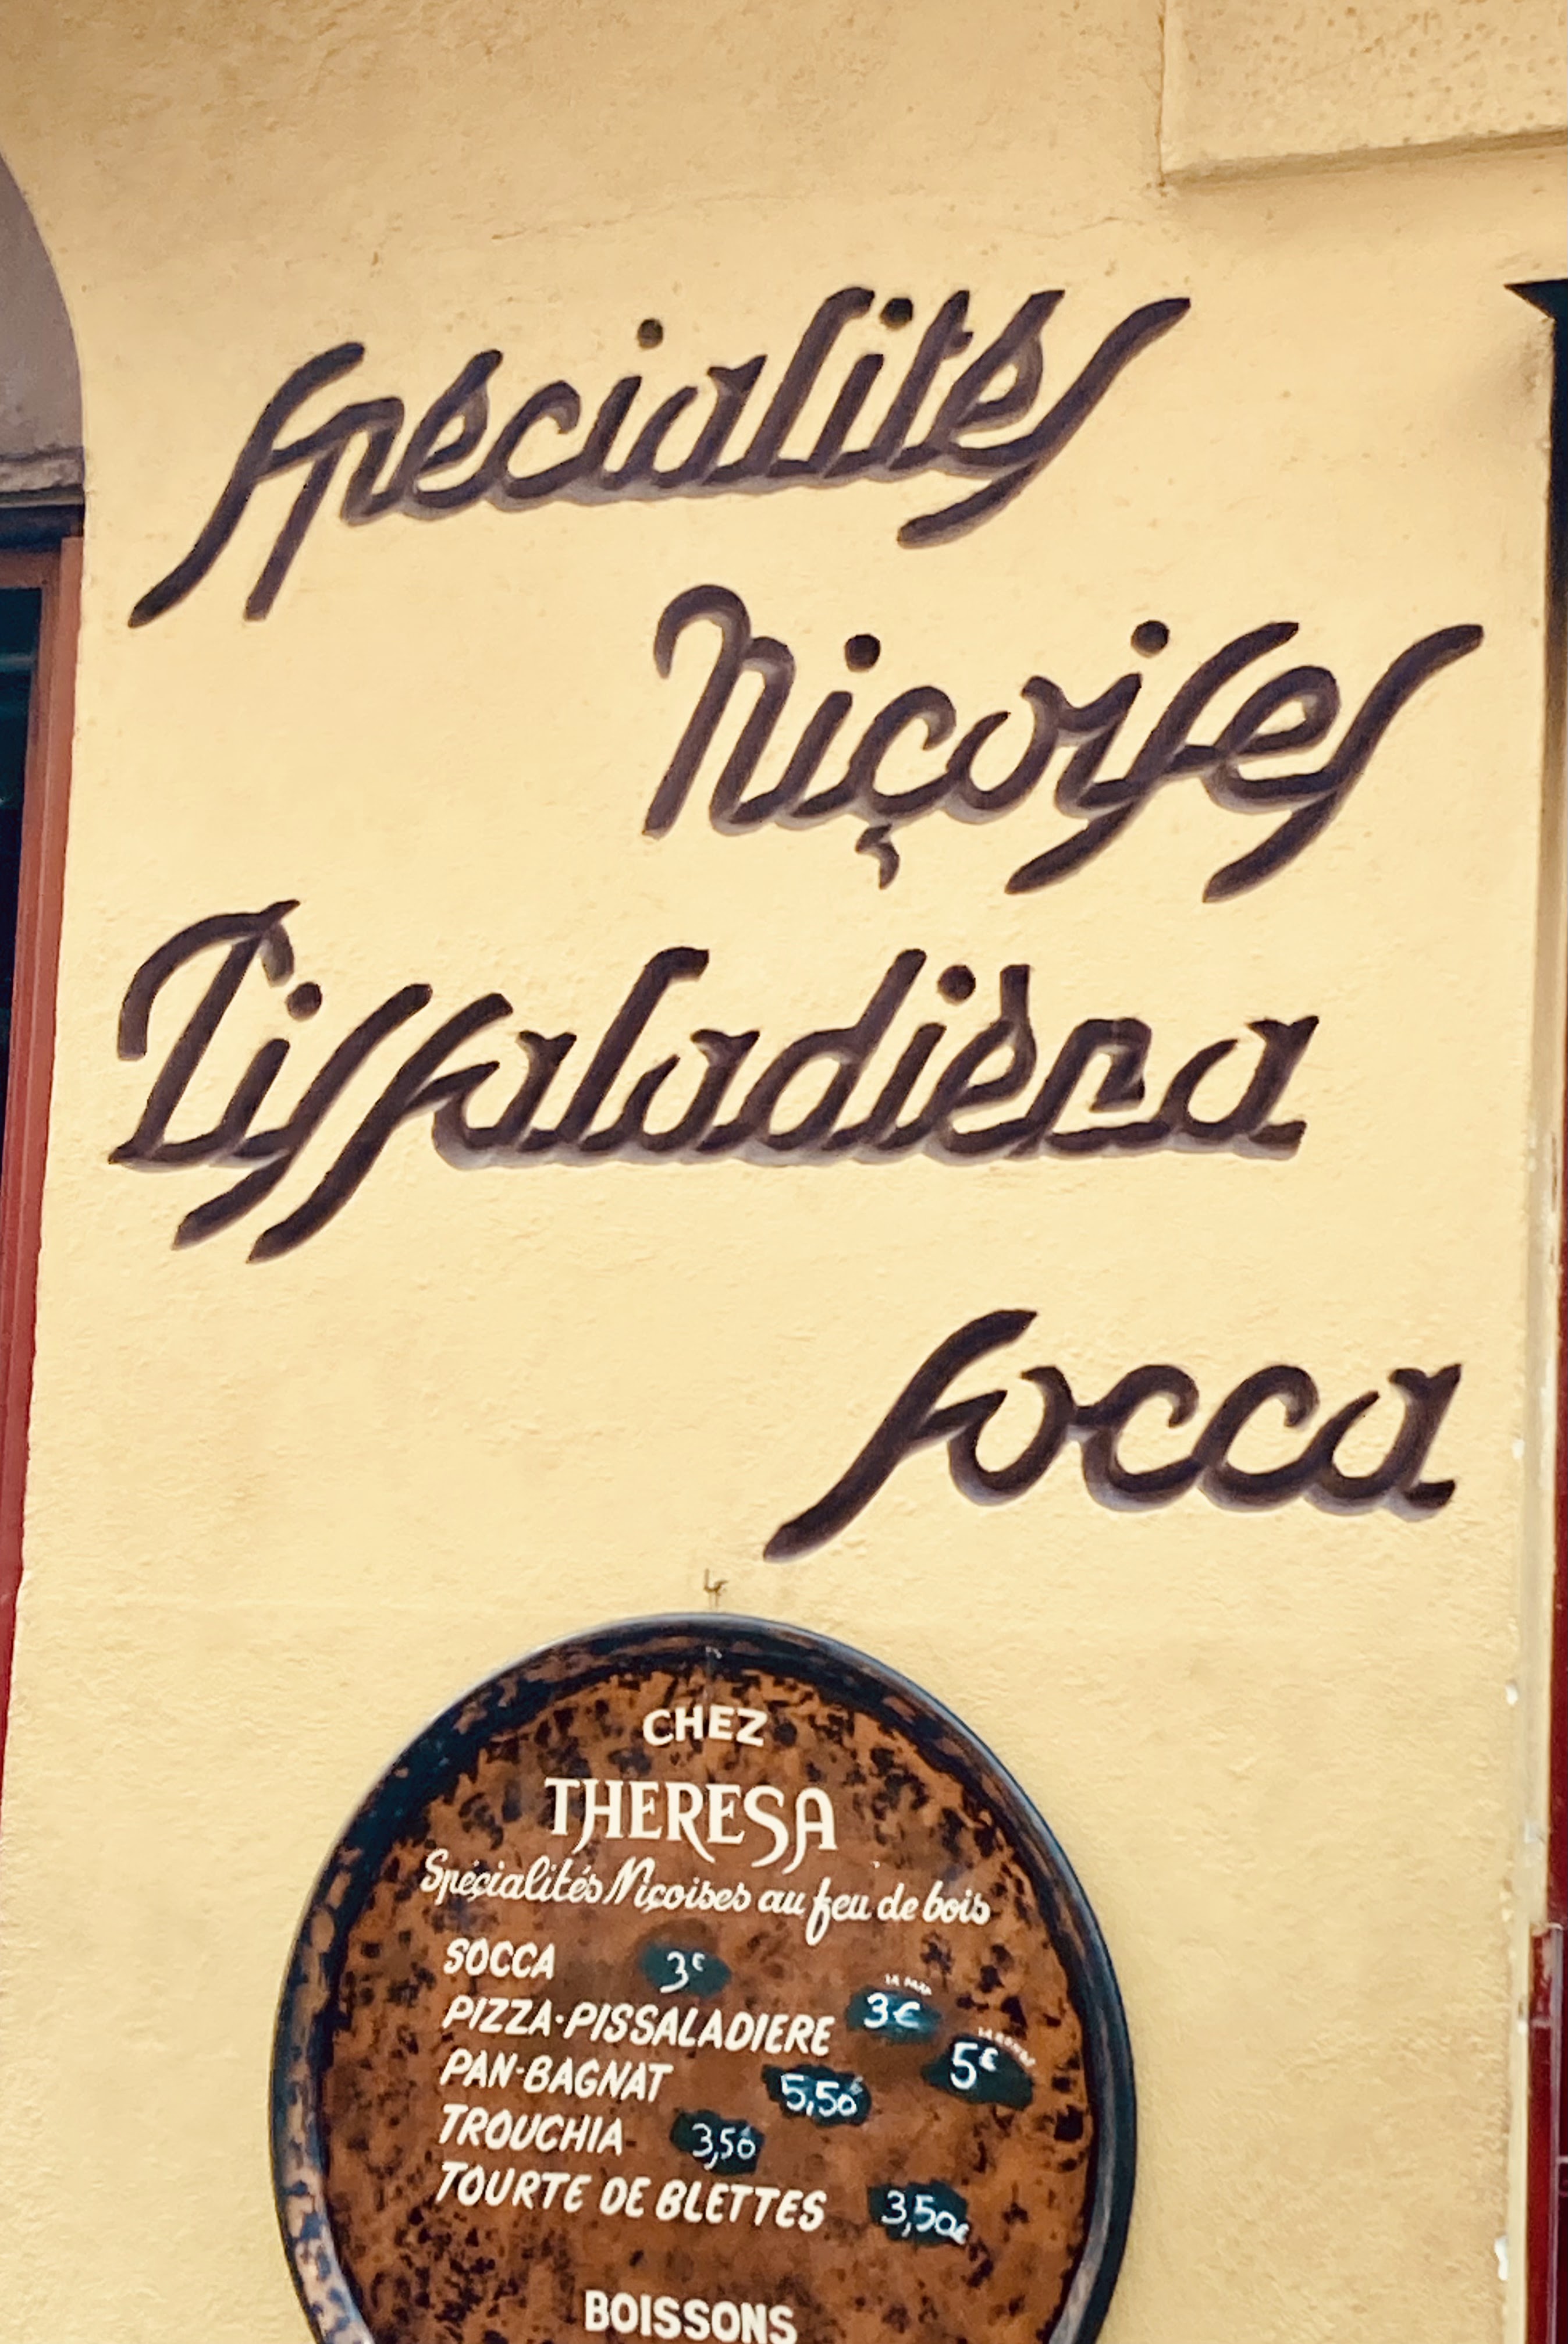 Spécialités
Niçoises
Pissaladièra
Socca
CHEZ
THERESA
Spécialités Niçoises au feu de bois
SOCCA 3€
PIZZA·PISSALADIERE 3€ 5€
PAN-BAGNAT 5,50
TROUCHIA 3,50
TOURTE DE BLETTES 3,50€
BOISSONS